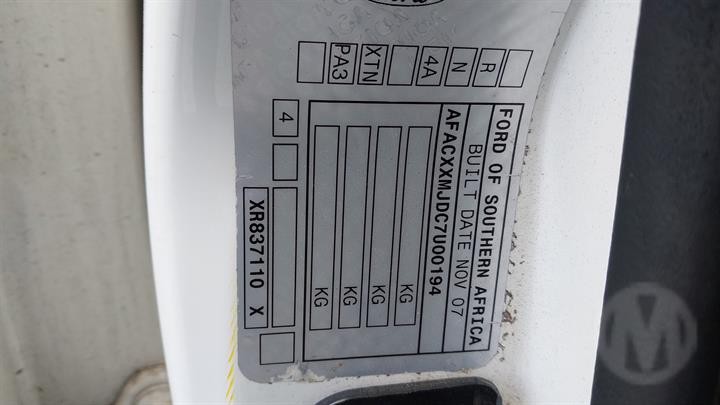 FORD OF SOUTHERN AFRICA
BUILT DATE NOV 07
AFACXXMJDC7U00194
KG
KG
KG
KG
R
N
4A
XTN
PA3
4
XR837110 X
M